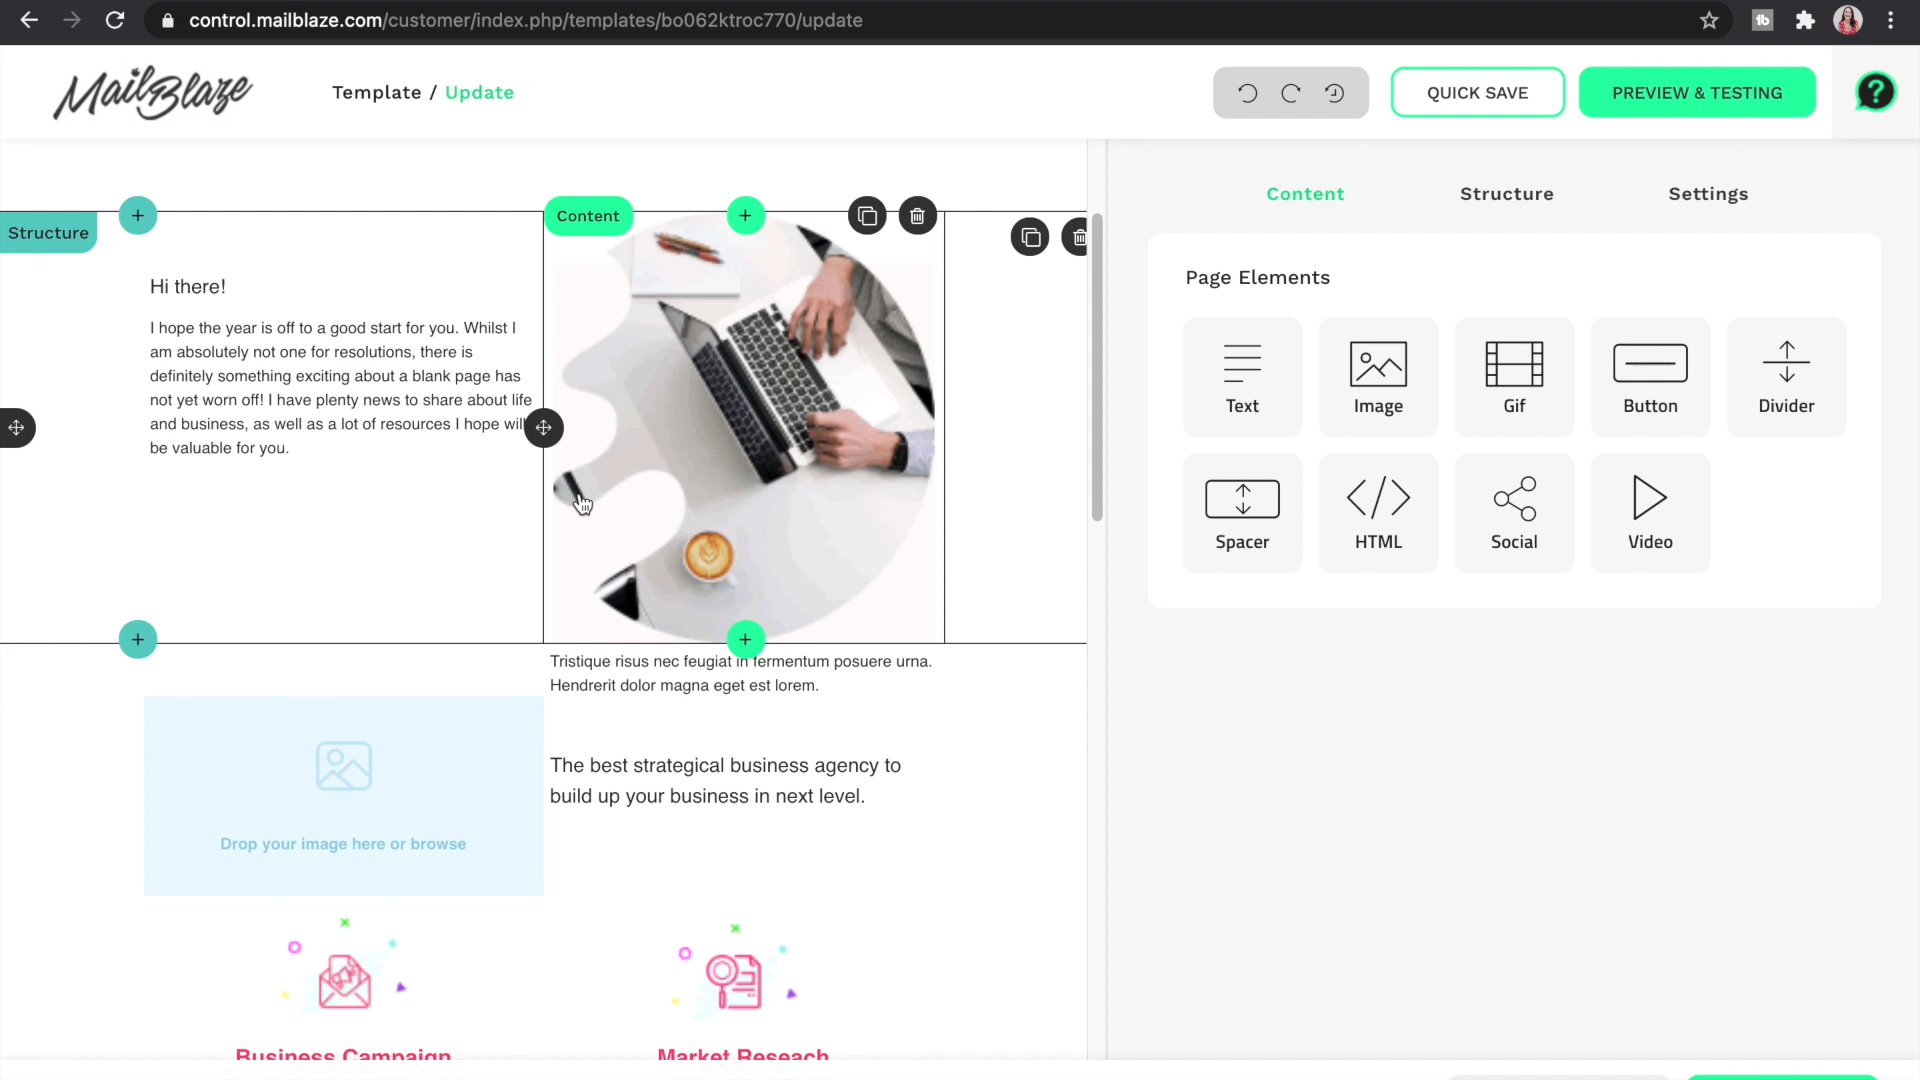 control.mailblaze.com/customer/index.php/templates/bo062ktroc770/update
MailBlaze
Template / Update
QUICK SAVE
PREVIEW & TESTING
?
Content
Structure
Settings
Structure
Content
Page Elements
Text
Image
Gif
Button
Divider
Spacer
HTML
Social
Video
Hi there!
I hope the year is off to a good start for you. Whilst I
am absolutely not one for resolutions, there is
definitely something exciting about a blank page has
not yet worn off! I have plenty news to share about life
and business, as well as a lot of resources I hope will
be valuable for you.
Tristique risus nec feugiat in fermentum posuere urna.
Hendrerit dolor magna eget est lorem.
The best strategical business agency to
build up your business in next level.
Drop your image here or browse
Business Campaign
Market Reseach